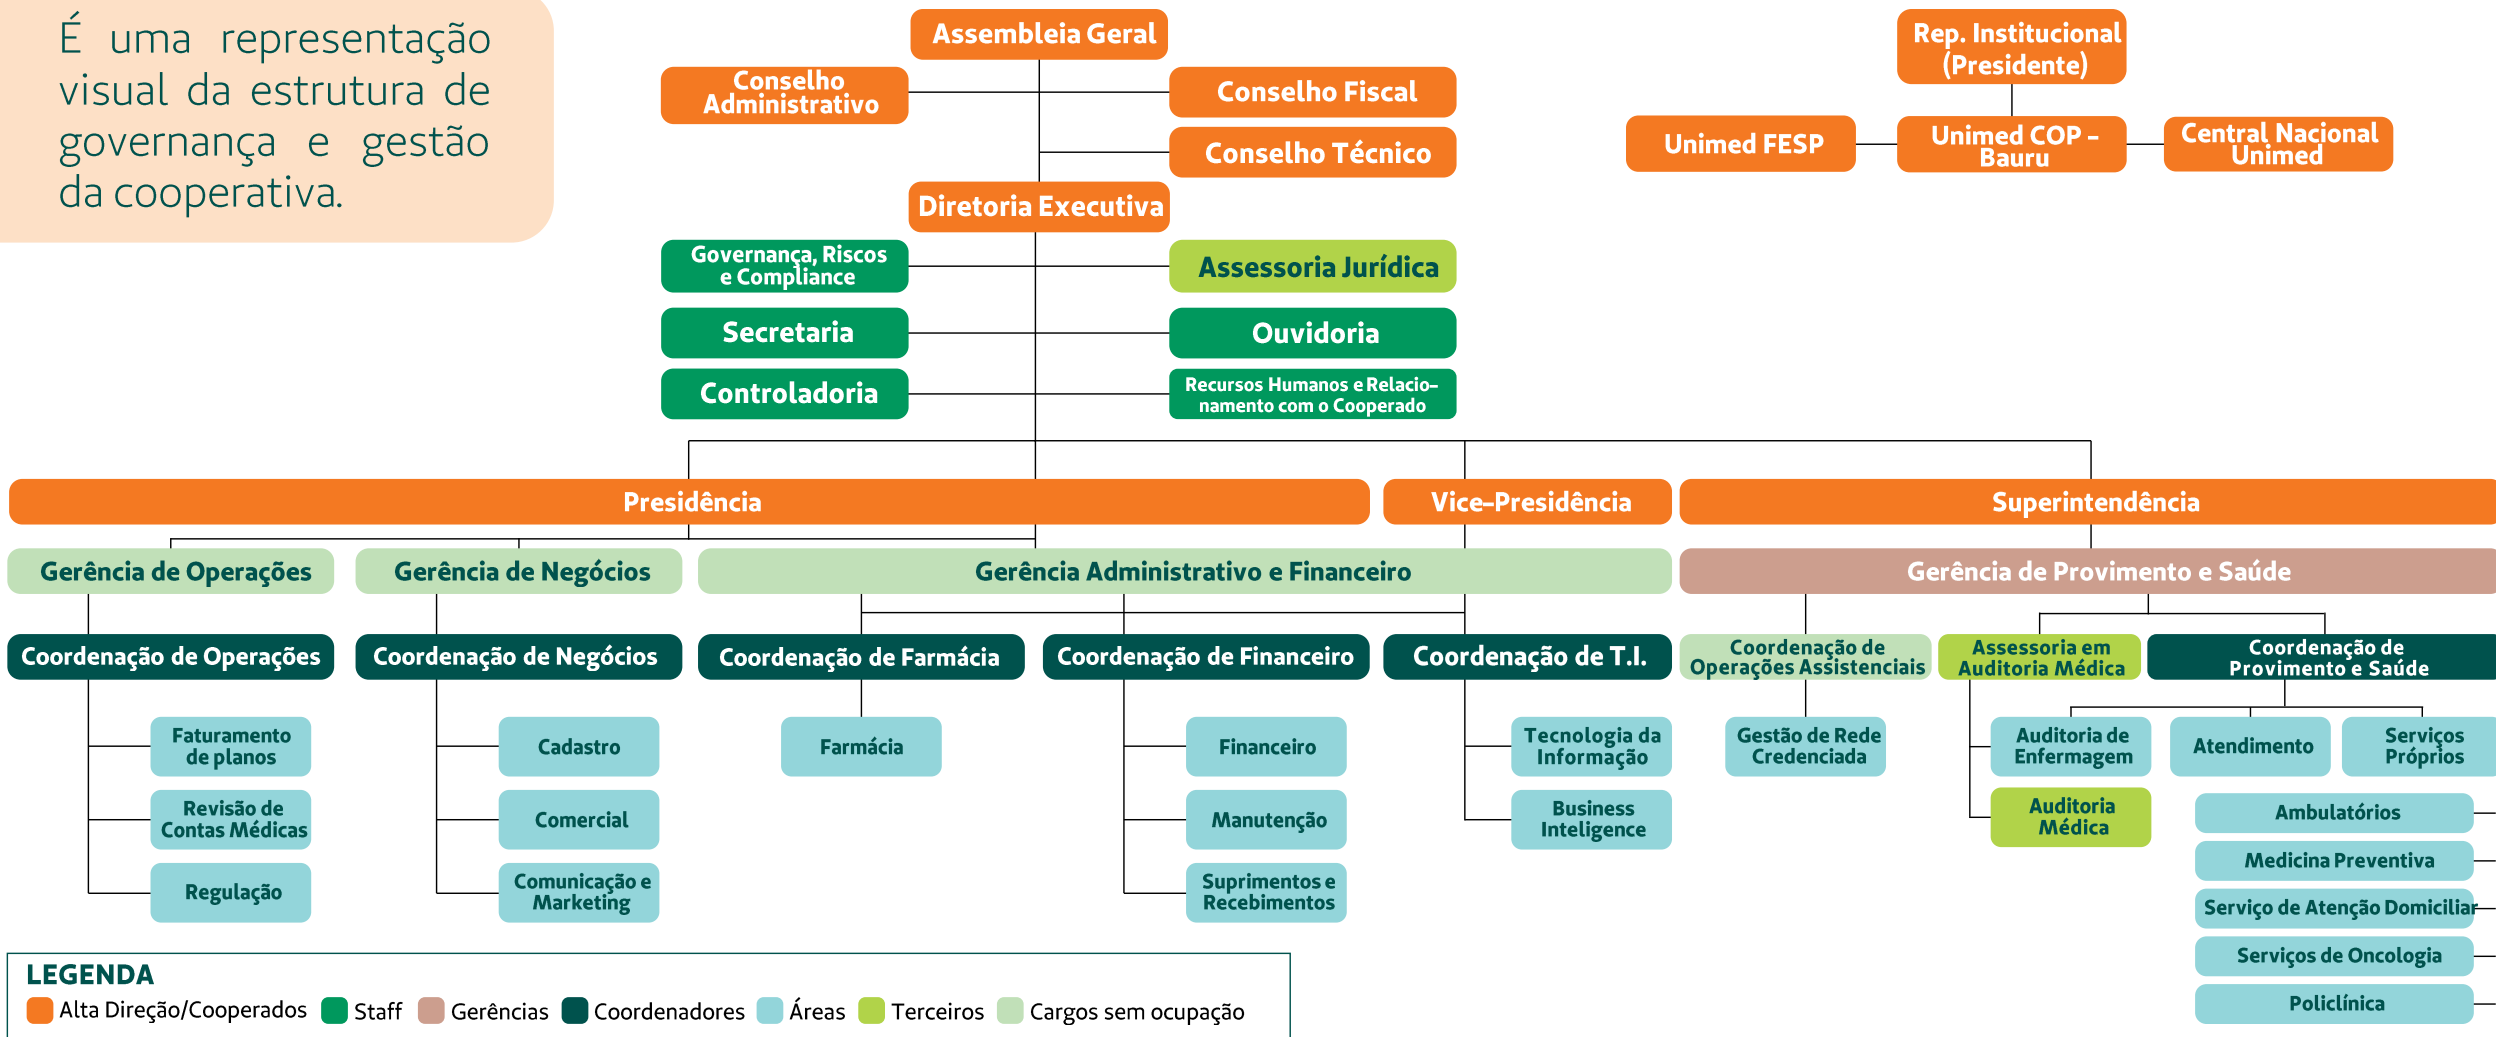 É uma representação
visual da estrutura de
governança e gestão
da cooperativa.
Assembleia Geral
Conselho
Administrativo
Conselho Fiscal
Conselho Técnico
Diretoria Executiva
Rep. Institucional
(Presidente)
Unimed FESP
Unimed COP –
Bauru
Central Nacional
Unimed
Governança, Riscos
e Compliance
Assessoria Jurídica
Secretaria
Ouvidoria
Controladoria
Recursos Humanos e Relacio–
namento com o Cooperado
Presidência
Vice–Presidência
Superintendência
Gerência de Operações
Gerência de Negócios
Gerência Administrativo e Financeiro
Gerência de Provimento e Saúde
Coordenação de Operações
Coordenação de Negócios
Coordenação de Farmácia
Coordenação de Financeiro
Coordenação de T.I.
Coordenação de
Operações Assistenciais
Assessoria em
Auditoria Médica
Coordenação de
Provimento e Saúde
Faturamento
de planos
Revisão de
Contas Médicas
Regulação
Cadastro
Comercial
Comunicação e
Marketing
Farmácia
Financeiro
Manutenção
Suprimentos e
Recebimentos
Tecnologia da
Informação
Business
Inteligence
Gestão de Rede
Credenciada
Auditoria de
Enfermagem
Auditoria
Médica
Atendimento
Serviços
Próprios
Ambulatórios
Medicina Preventiva
Serviço de Atenção Domiciliar
Serviços de Oncologia
Policlínica
LEGENDA
Alta Direção/Cooperados
Staff
Gerências
Coordenadores
Áreas
Terceiros
Cargos sem ocupação